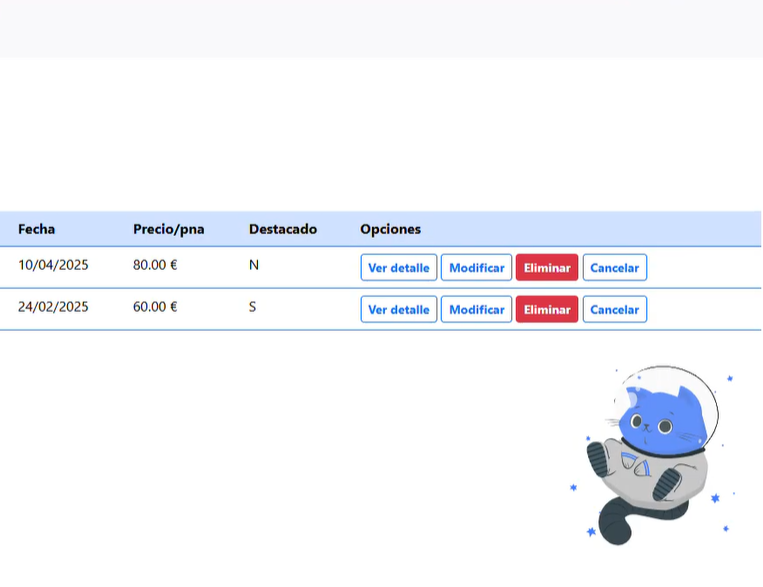 Fecha Precio/pna Destacado Opciones
10/04/2025 80.00 € N Ver detalle Modificar Eliminar Cancelar
24/02/2025 60.00 € S Ver detalle Modificar Eliminar Cancelar